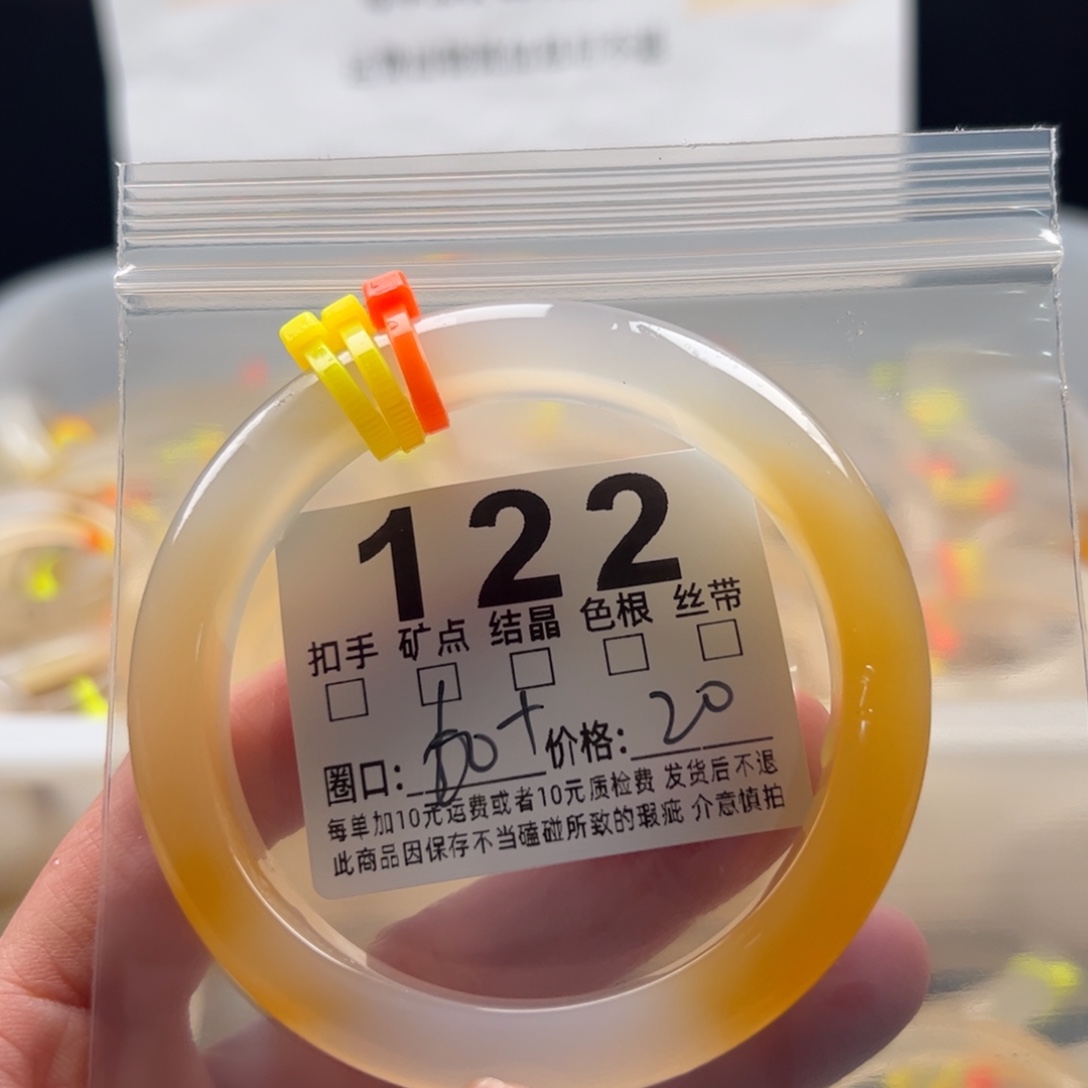 122
扣手 矿点 结晶 色根 丝带
圈口: 价格: 20
每单加10元运费或者10元质检费 发货后不退
此商品因保存不当磕碰所致的瑕疵 介意慎拍